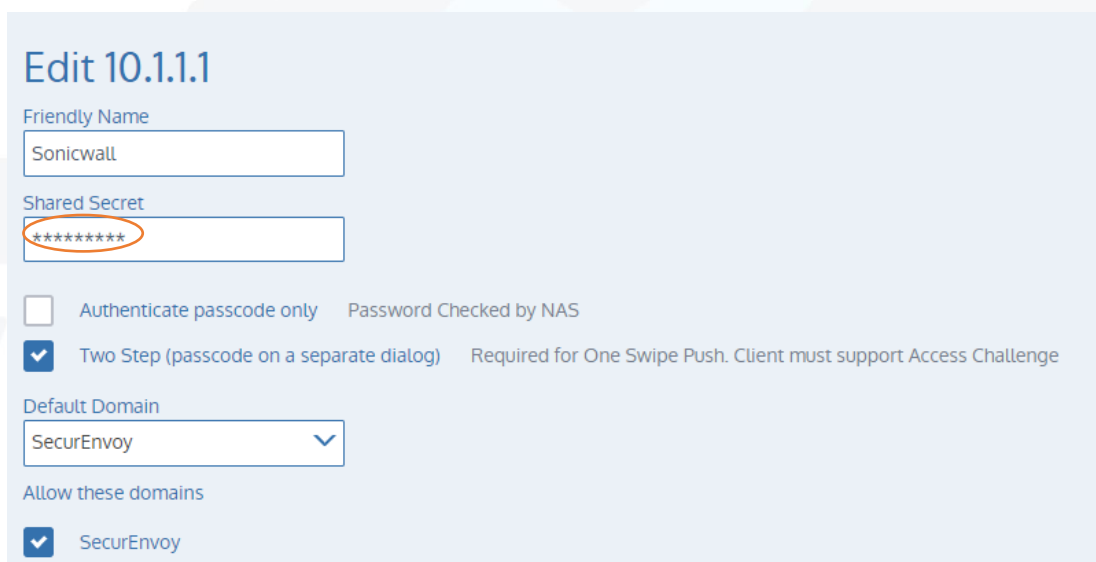 Edit 10.1.1.1
Friendly Name
Sonicwall
Shared Secret
*********
Authenticate passcode only Password Checked by NAS
Two Step (passcode on a separate dialog) Required for One Swipe Push. Client must support Access Challenge
Default Domain
SecurEnvoy
Allow these domains
SecurEnvoy